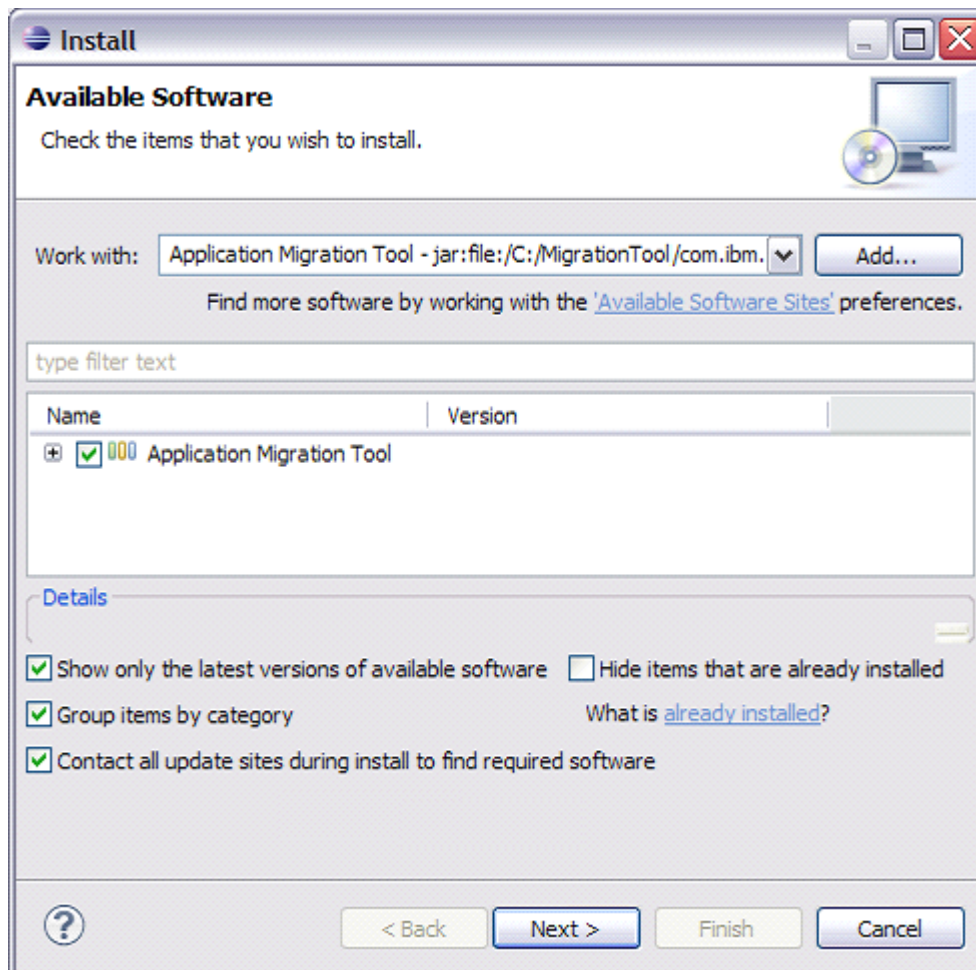 Install
Available Software
Check the items that you wish to install.
Work with: Application Migration Tool - jar:file:/C:/MigrationTool/com.ibm. Add...
Find more software by working with the 'Available Software Sites' preferences.
type filter text
Name Version
Application Migration Tool
Details
Show only the latest versions of available software Hide items that are already installed
Group items by category What is already installed?
Contact all update sites during install to find required software
? < Back Next > Finish Cancel